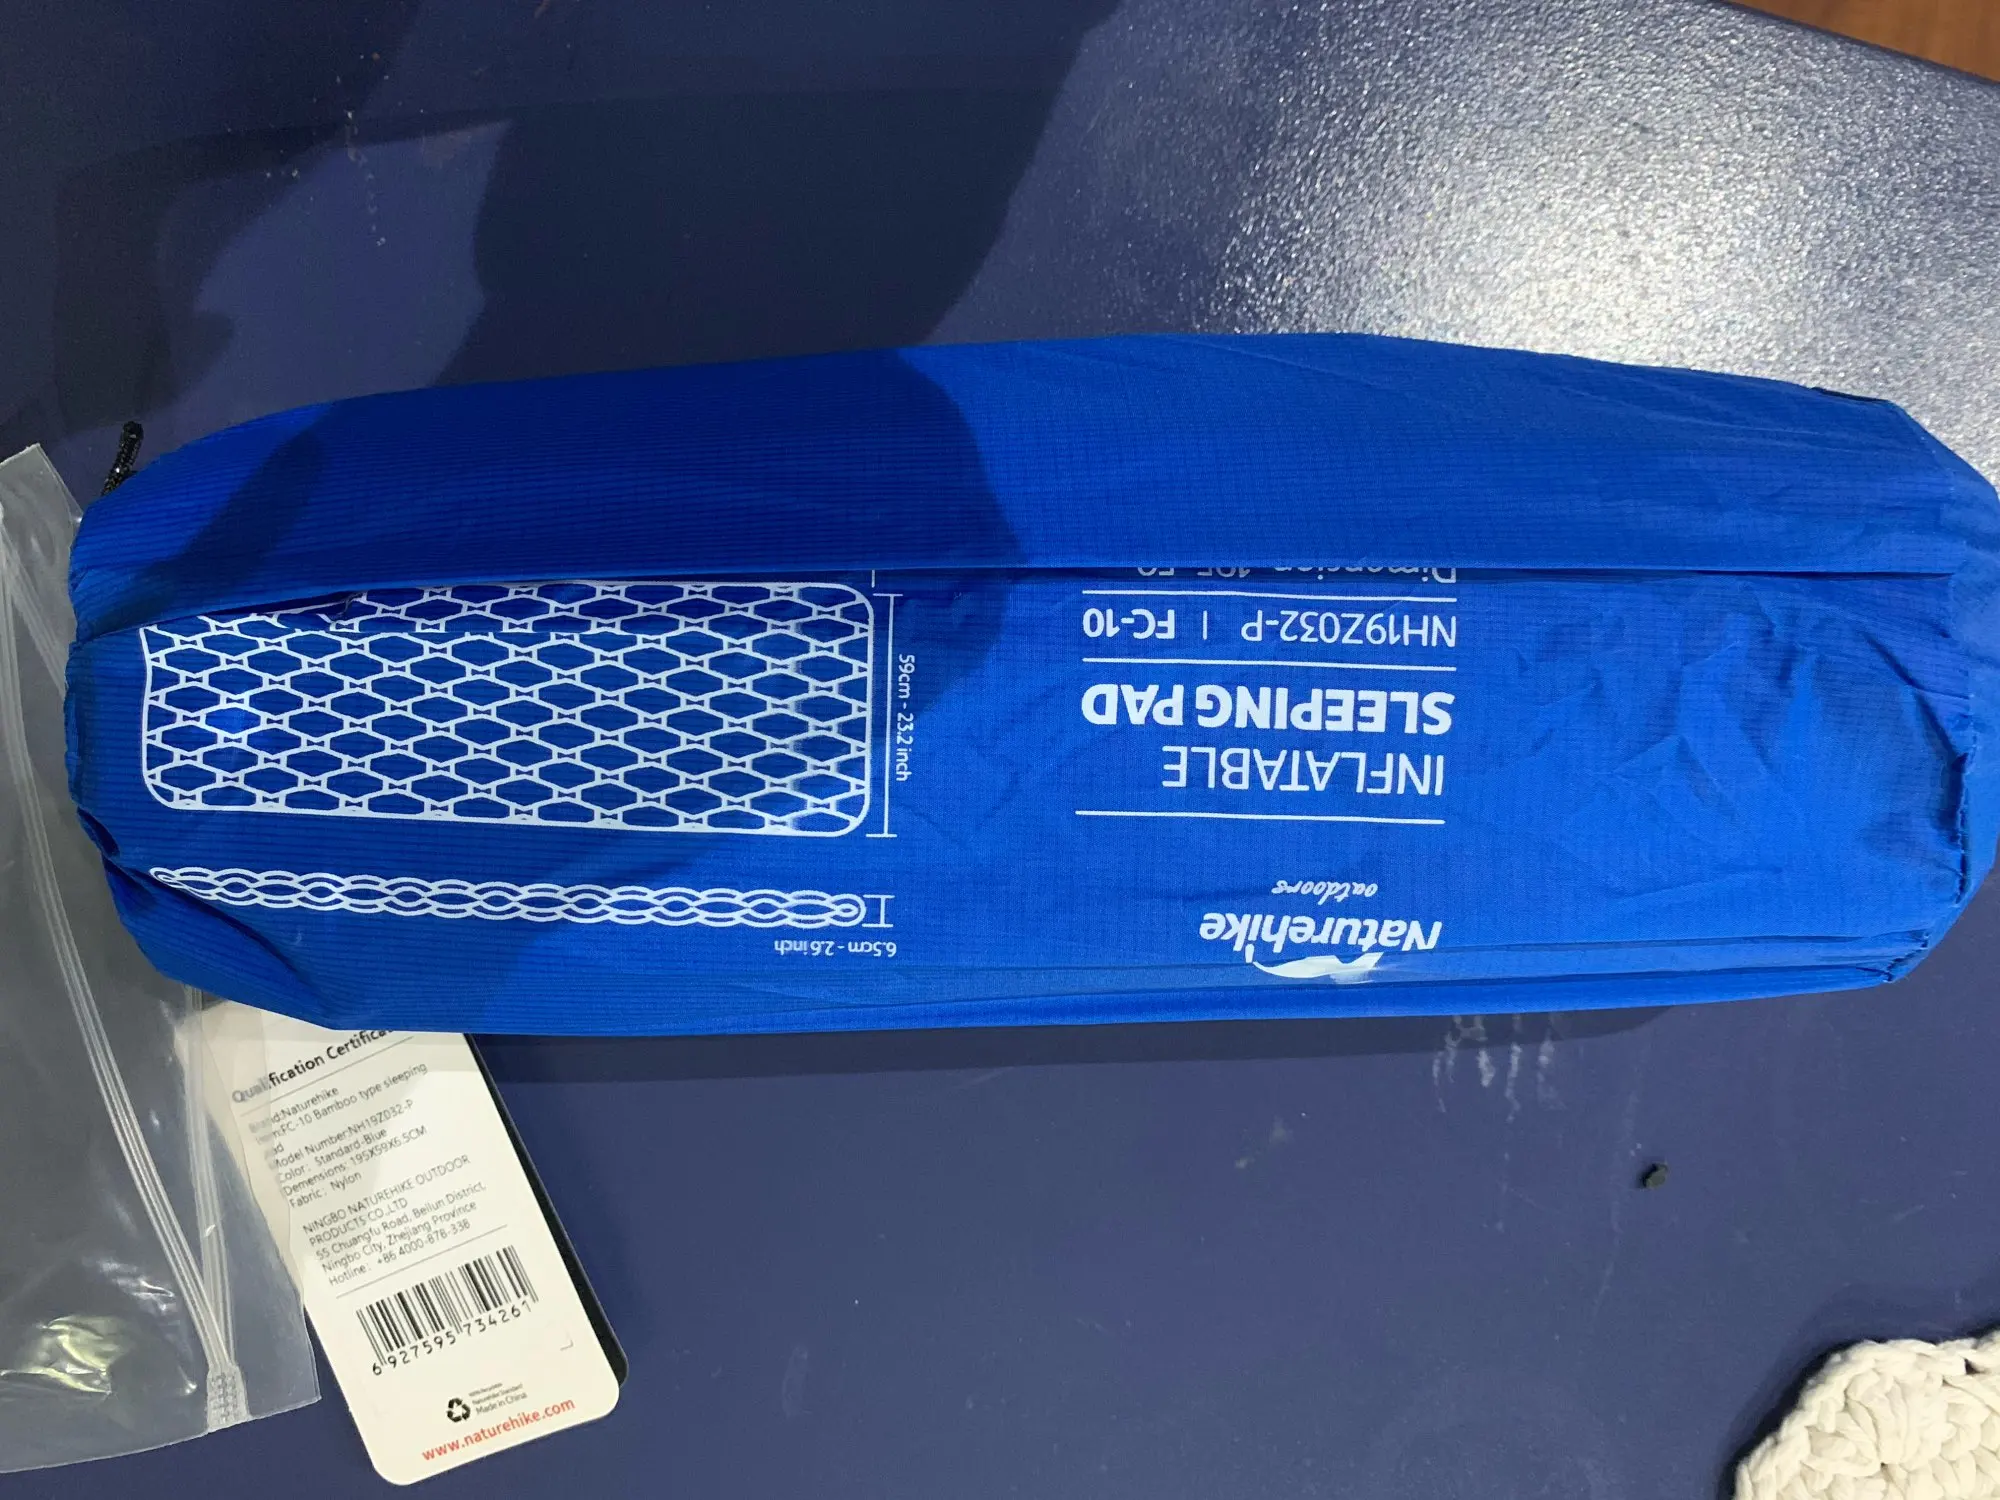 Naturehike
outdoors
INFLATABLE
SLEEPING PAD
NH19Z032-P | FC-10
Dimension
6.5cm - 2.6 inch
59cm - 23.2 inch
Qualification
Brand:Naturehike
Item:FC-10 Bamboo type sleeping
pad
Model Number:NH19Z032-P
Color: Standard-Blue
Demensions: 195X59X6.5CM
Fabric: Nylon
NINGBO NATUREHIKE OUTDOOR
PRODUCTS CO.,LTD
55 Chuangfu Road, Beilun District,
Ningbo City, Zhejiang Province
Hotline: +86 4000-878-338
6 927595 734261
Naturehike Standard
Made in China
www.naturehike.com